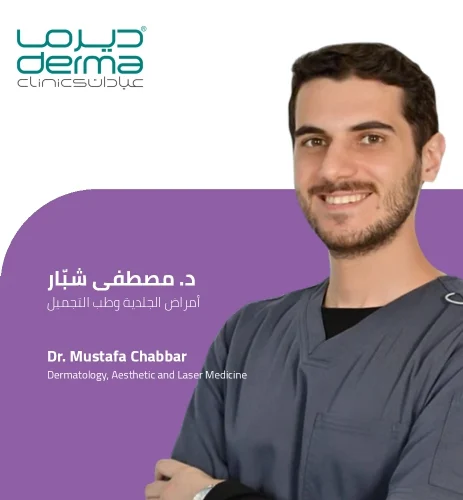 ديرما®
derma
clinics عيادات
د. مصطفى شبّار
أمراض الجلدية وطب التجميل
Dr. Mustafa Chabbar
Dermatology, Aesthetic and Laser Medicine